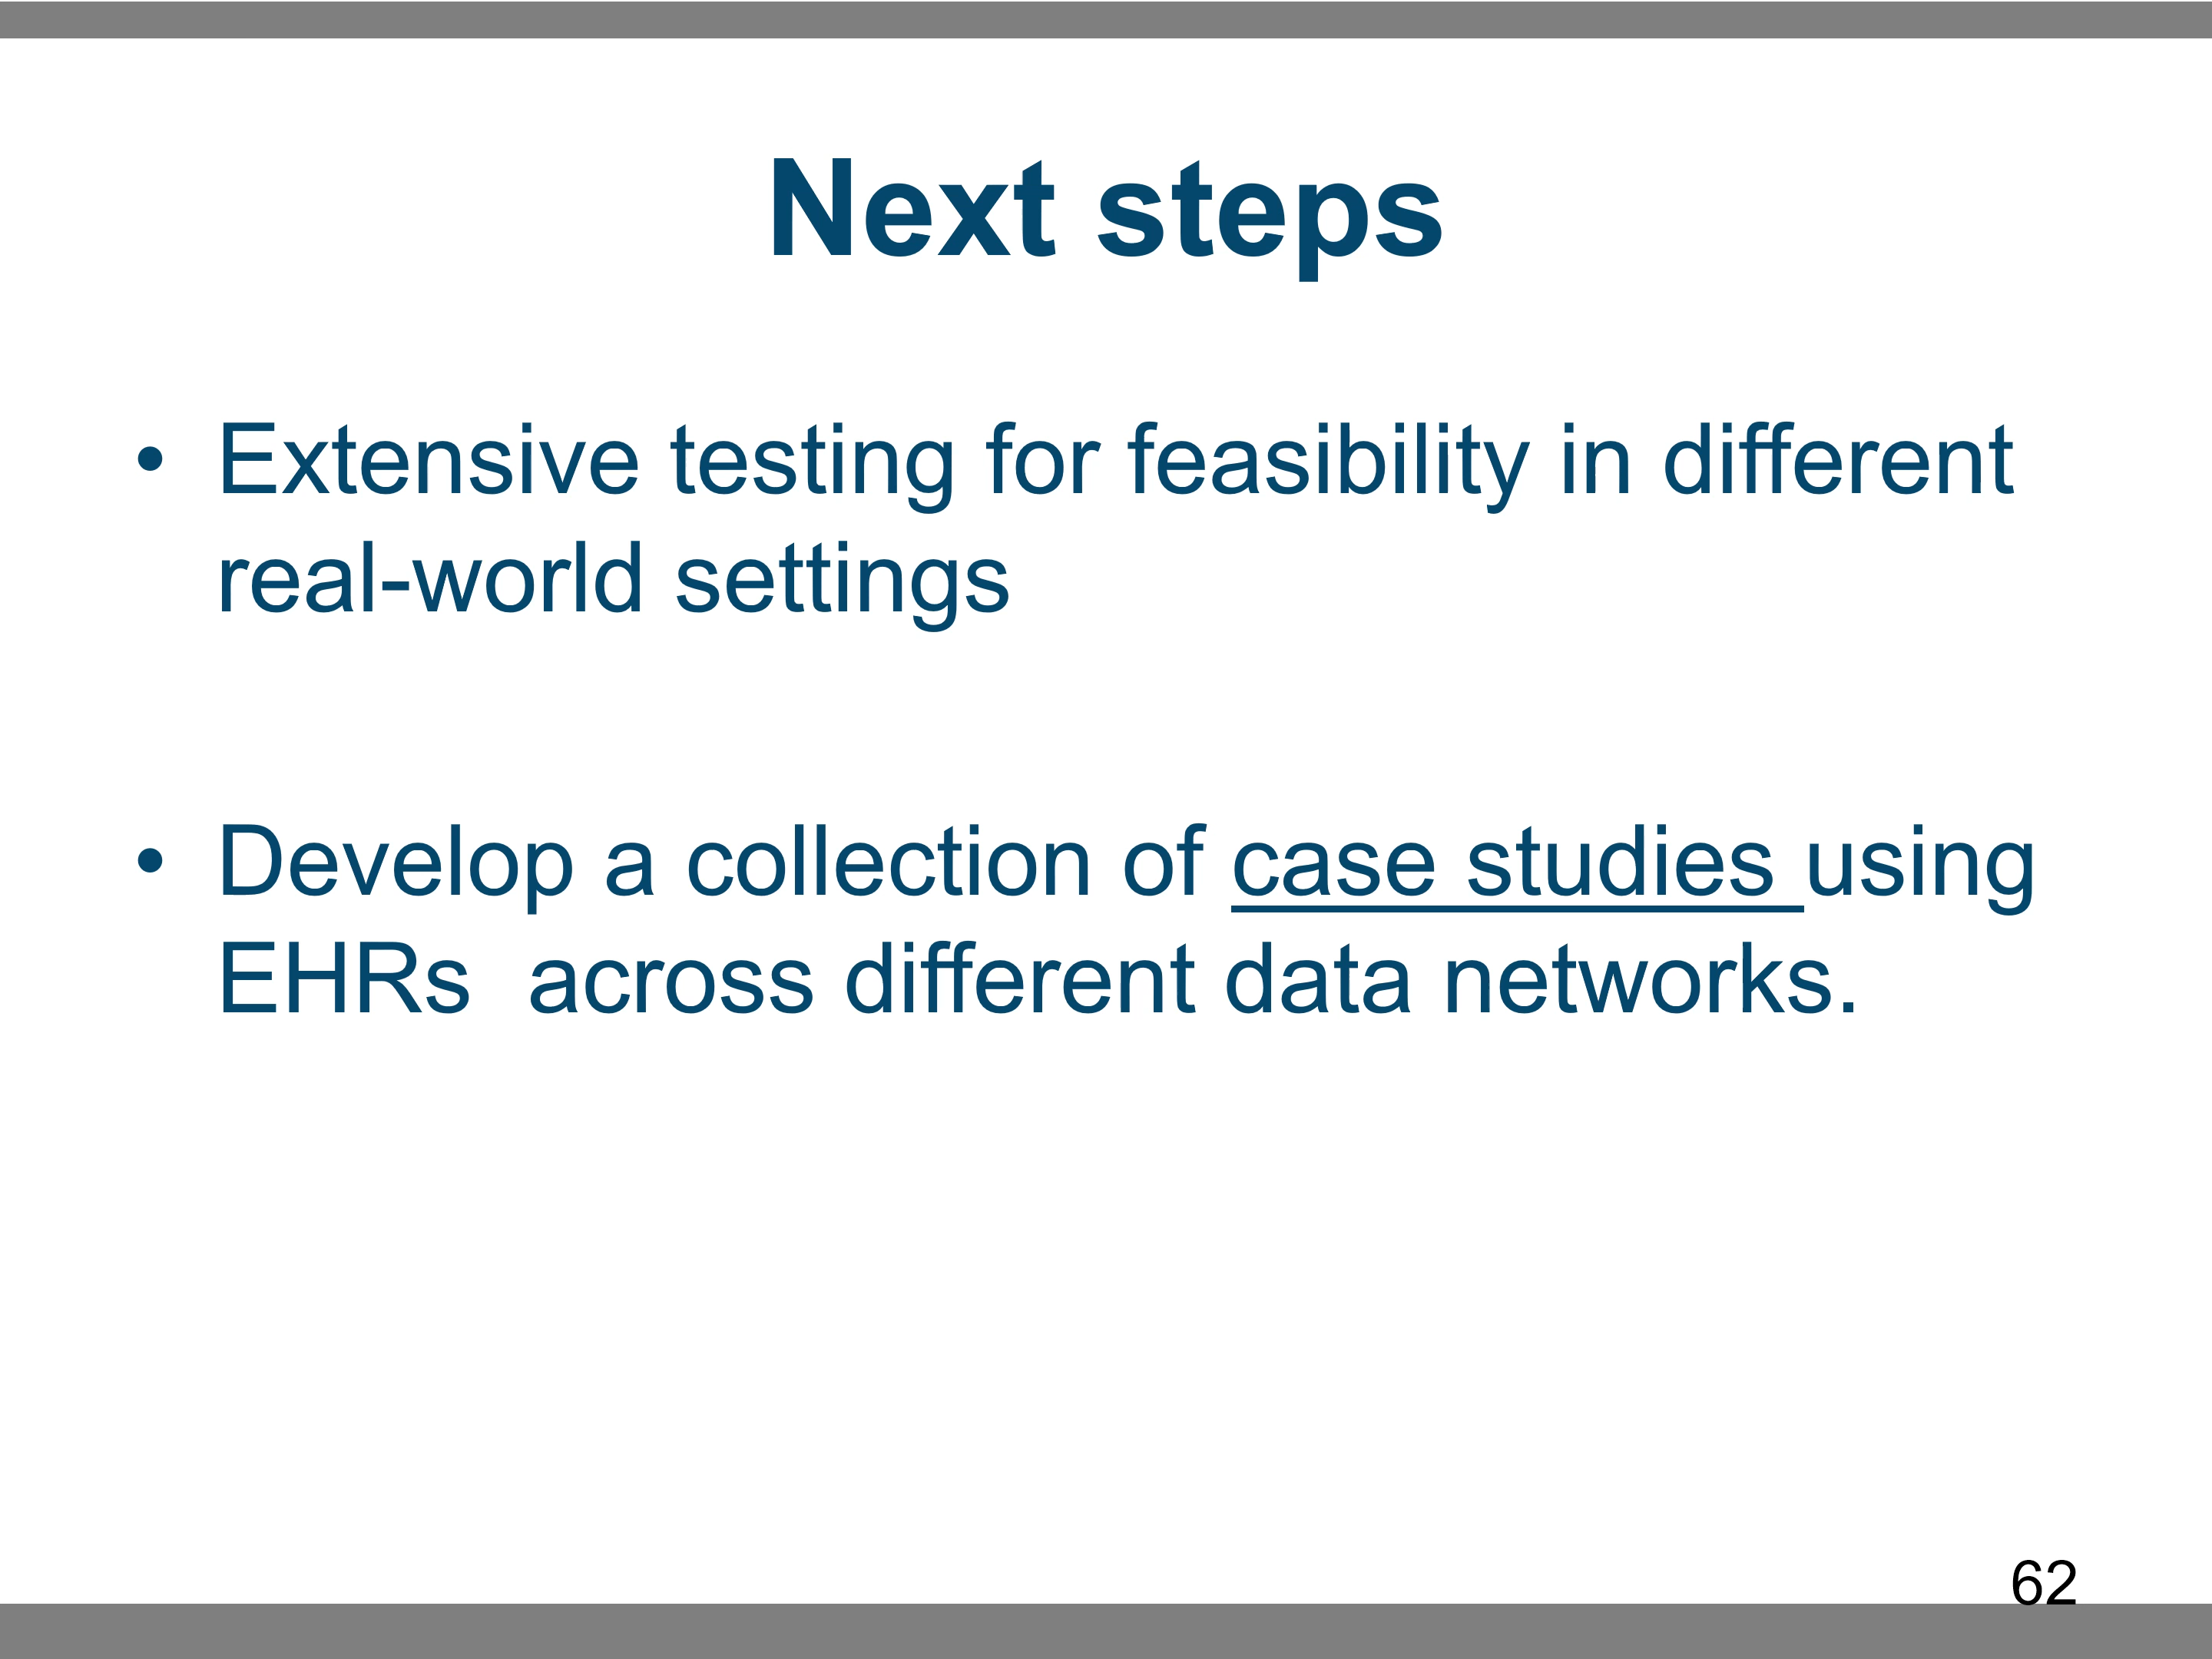 Next steps
• Extensive testing for feasibility in different
real-world settings
• Develop a collection of case studies using
EHRs  across different data networks.
62